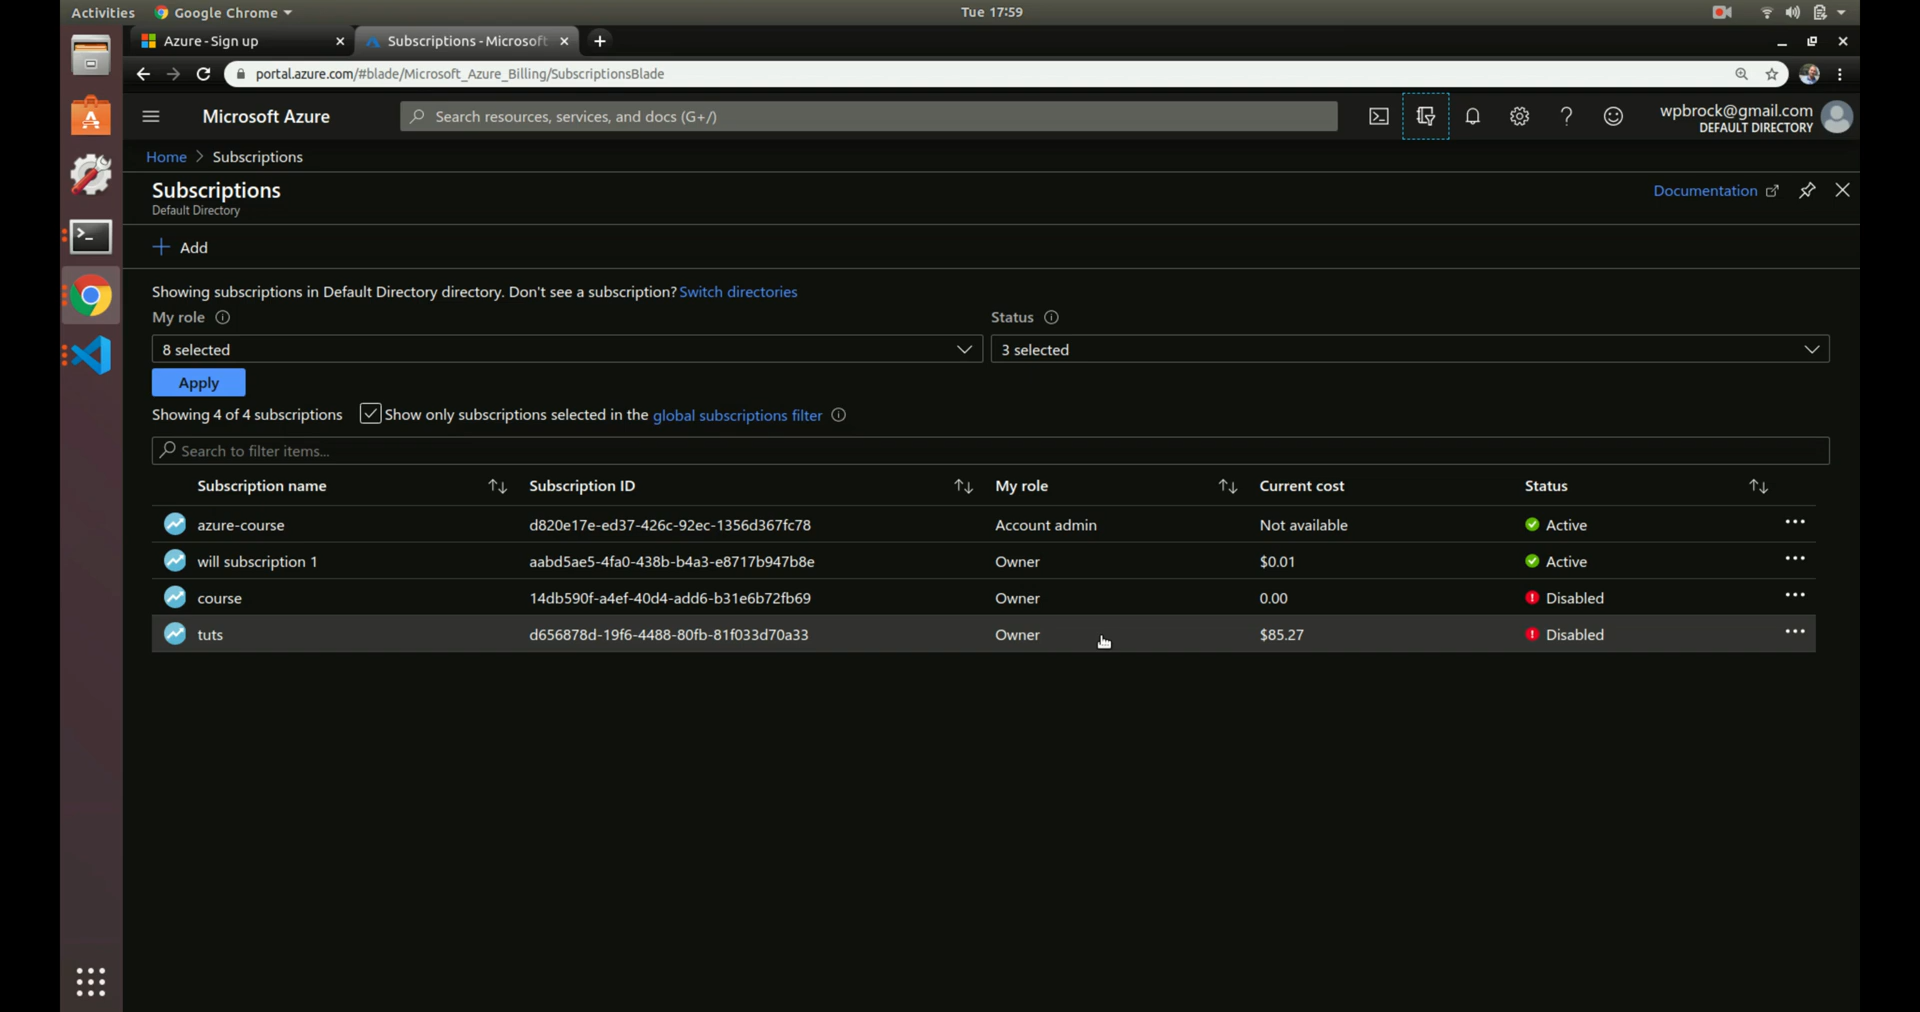 Activities Google Chrome Tue 17:59
Azure - Sign up Subscriptions - Microsoft
portal.azure.com/#blade/Microsoft_Azure_Billing/SubscriptionsBlade
Microsoft Azure Search resources, services, and docs (G+/) wpbrock@gmail.com
DEFAULT DIRECTORY
Home > Subscriptions
Subscriptions Documentation
Default Directory
+ Add
Showing subscriptions in Default Directory directory. Don't see a subscription? Switch directories
My role Status
8 selected 3 selected
Apply
Showing 4 of 4 subscriptions Show only subscriptions selected in the global subscriptions filter
Search to filter items...
Subscription name Subscription ID My role Current cost Status
azure-course d820e17e-ed37-426c-92ec-1356d367fc78 Account admin Not available Active
will subscription 1 aabd5ae5-4fa0-438b-b4a3-e8717b947b8e Owner $0.01 Active
course 14db590f-a4ef-40d4-add6-b31e6b72fb69 Owner 0.00 Disabled
tuts d656878d-19f6-4488-80fb-81f033d70a33 Owner $85.27 Disabled